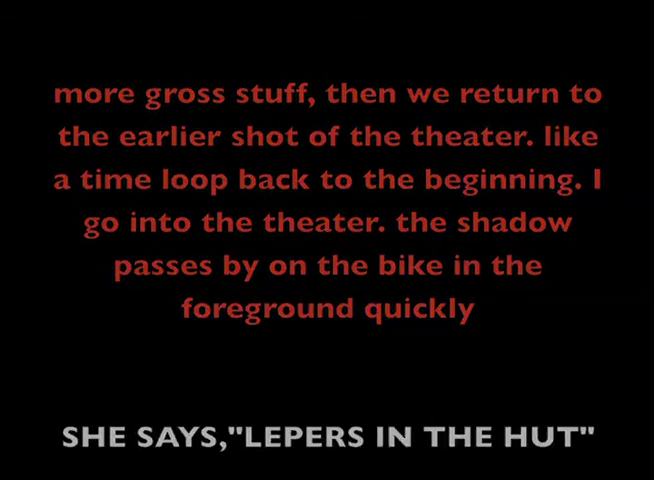 more gross stuff, then we return to
the earlier shot of the theater. like
a time loop back to the beginning. I
go into the theater. the shadow
passes by on the bike in the
foreground quickly
SHE SAYS,"LEPERS IN THE HUT"